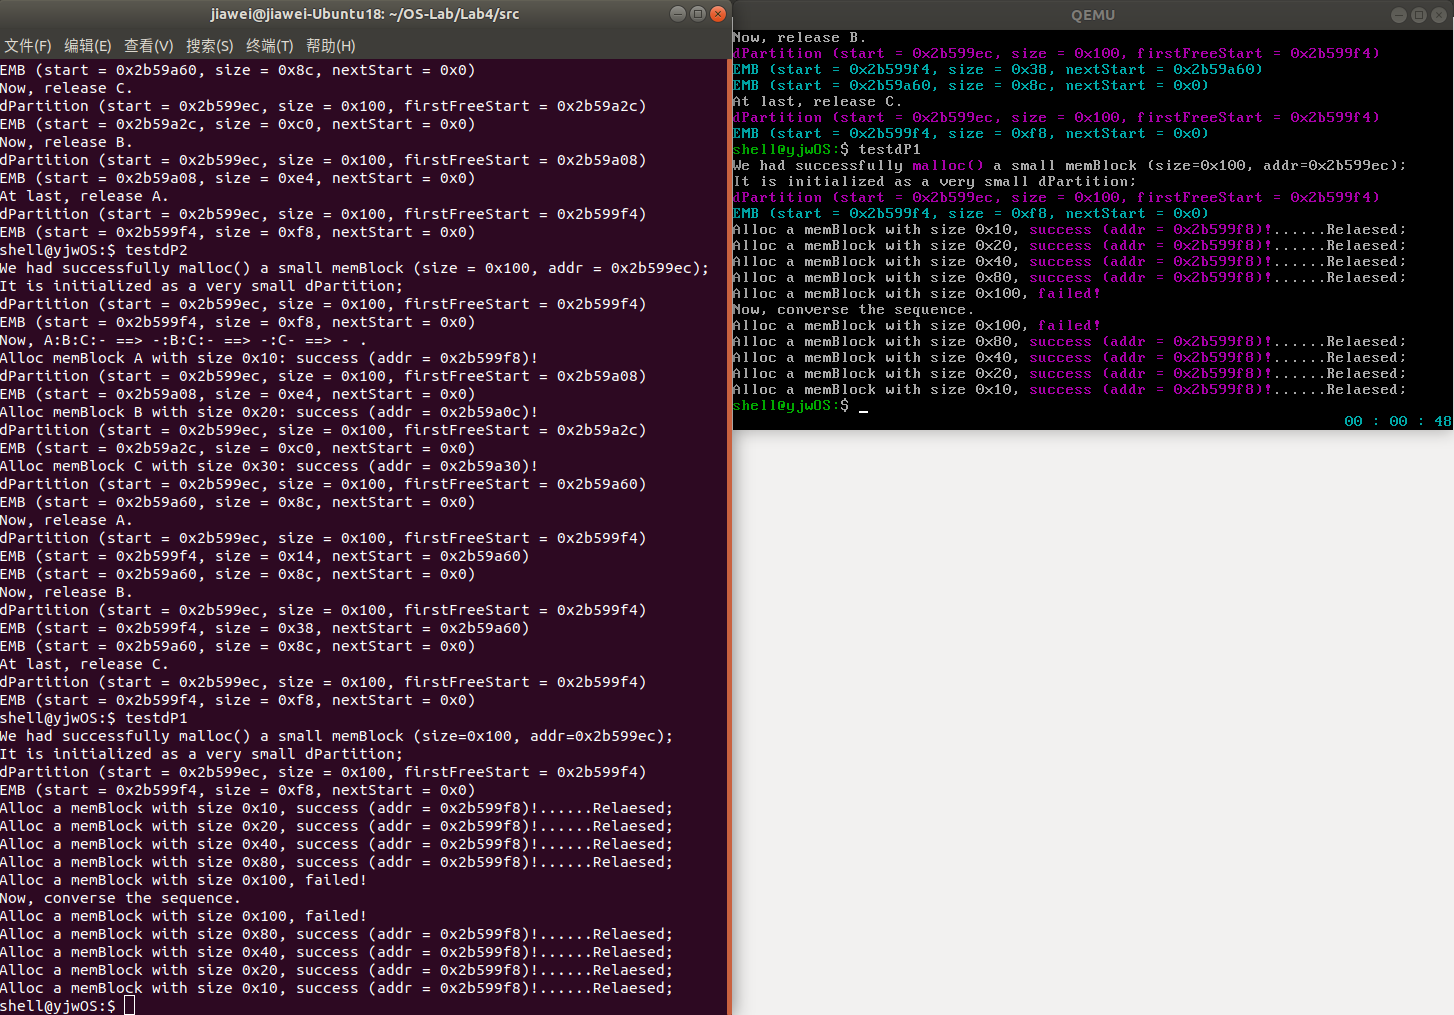 jiawei@jiawei-Ubuntu18: ~/OS-Lab/Lab4/src
文件(F) 编辑(E) 查看(V) 搜索(S) 终端(T) 帮助(H)
EMB (start = 0x2b59a60, size = 0x8c, nextStart = 0x0)
Now, release C.
dPartition (start = 0x2b599ec, size = 0x100, firstFreeStart = 0x2b59a2c)
EMB (start = 0x2b59a2c, size = 0xc0, nextStart = 0x0)
Now, release B.
dPartition (start = 0x2b599ec, size = 0x100, firstFreeStart = 0x2b59a08)
EMB (start = 0x2b59a08, size = 0xe4, nextStart = 0x0)
At last, release A.
dPartition (start = 0x2b599ec, size = 0x100, firstFreeStart = 0x2b599f4)
EMB (start = 0x2b599f4, size = 0xf8, nextStart = 0x0)
shell@yjwOS:$ testdP2
We had successfully malloc() a small memBlock (size = 0x100, addr = 0x2b599ec);
It is initialized as a very small dPartition;
dPartition (start = 0x2b599ec, size = 0x100, firstFreeStart = 0x2b599f4)
EMB (start = 0x2b599f4, size = 0xf8, nextStart = 0x0)
Now, A:B:C:- ==> -:B:C:- ==> -:C- ==> - .
Alloc memBlock A with size 0x10: success (addr = 0x2b599f8)!
dPartition (start = 0x2b599ec, size = 0x100, firstFreeStart = 0x2b59a08)
EMB (start = 0x2b59a08, size = 0xe4, nextStart = 0x0)
Alloc memBlock B with size 0x20: success (addr = 0x2b59a0c)!
dPartition (start = 0x2b599ec, size = 0x100, firstFreeStart = 0x2b59a2c)
EMB (start = 0x2b59a2c, size = 0xc0, nextStart = 0x0)
Alloc memBlock C with size 0x30: success (addr = 0x2b59a30)!
dPartition (start = 0x2b599ec, size = 0x100, firstFreeStart = 0x2b59a60)
EMB (start = 0x2b59a60, size = 0x8c, nextStart = 0x0)
Now, release A.
dPartition (start = 0x2b599ec, size = 0x100, firstFreeStart = 0x2b599f4)
EMB (start = 0x2b599f4, size = 0x14, nextStart = 0x2b59a60)
EMB (start = 0x2b59a60, size = 0x8c, nextStart = 0x0)
Now, release B.
dPartition (start = 0x2b599ec, size = 0x100, firstFreeStart = 0x2b599f4)
EMB (start = 0x2b599f4, size = 0x38, nextStart = 0x2b59a60)
EMB (start = 0x2b59a60, size = 0x8c, nextStart = 0x0)
At last, release C.
dPartition (start = 0x2b599ec, size = 0x100, firstFreeStart = 0x2b599f4)
EMB (start = 0x2b599f4, size = 0xf8, nextStart = 0x0)
shell@yjwOS:$ testdP1
We had successfully malloc() a small memBlock (size=0x100, addr=0x2b599ec);
It is initialized as a very small dPartition;
dPartition (start = 0x2b599ec, size = 0x100, firstFreeStart = 0x2b599f4)
EMB (start = 0x2b599f4, size = 0xf8, nextStart = 0x0)
Alloc a memBlock with size 0x10, success (addr = 0x2b599f8)!......Relaesed;
Alloc a memBlock with size 0x20, success (addr = 0x2b599f8)!......Relaesed;
Alloc a memBlock with size 0x40, success (addr = 0x2b599f8)!......Relaesed;
Alloc a memBlock with size 0x80, success (addr = 0x2b599f8)!......Relaesed;
Alloc a memBlock with size 0x100, failed!
Now, converse the sequence.
Alloc a memBlock with size 0x100, failed!
Alloc a memBlock with size 0x80, success (addr = 0x2b599f8)!......Relaesed;
Alloc a memBlock with size 0x40, success (addr = 0x2b599f8)!......Relaesed;
Alloc a memBlock with size 0x20, success (addr = 0x2b599f8)!......Relaesed;
Alloc a memBlock with size 0x10, success (addr = 0x2b599f8)!......Relaesed;
shell@yjwOS:$
QEMU
Now, release B.
dPartition (start = 0x2b599ec, size = 0x100, firstFreeStart = 0x2b599f4)
EMB (start = 0x2b599f4, size = 0x38, nextStart = 0x2b59a60)
EMB (start = 0x2b59a60, size = 0x8c, nextStart = 0x0)
At last, release C.
dPartition (start = 0x2b599ec, size = 0x100, firstFreeStart = 0x2b599f4)
EMB (start = 0x2b599f4, size = 0xf8, nextStart = 0x0)
shell@yjwOS:$ testdP1
We had successfully malloc() a small memBlock (size=0x100, addr=0x2b599ec);
It is initialized as a very small dPartition;
dPartition (start = 0x2b599ec, size = 0x100, firstFreeStart = 0x2b599f4)
EMB (start = 0x2b599f4, size = 0xf8, nextStart = 0x0)
Alloc a memBlock with size 0x10, success (addr = 0x2b599f8)!......Relaesed;
Alloc a memBlock with size 0x20, success (addr = 0x2b599f8)!......Relaesed;
Alloc a memBlock with size 0x40, success (addr = 0x2b599f8)!......Relaesed;
Alloc a memBlock with size 0x80, success (addr = 0x2b599f8)!......Relaesed;
Alloc a memBlock with size 0x100, failed!
Now, converse the sequence.
Alloc a memBlock with size 0x100, failed!
Alloc a memBlock with size 0x80, success (addr = 0x2b599f8)!......Relaesed;
Alloc a memBlock with size 0x40, success (addr = 0x2b599f8)!......Relaesed;
Alloc a memBlock with size 0x20, success (addr = 0x2b599f8)!......Relaesed;
Alloc a memBlock with size 0x10, success (addr = 0x2b599f8)!......Relaesed;
shell@yjwOS:$ _
00 : 00 : 48